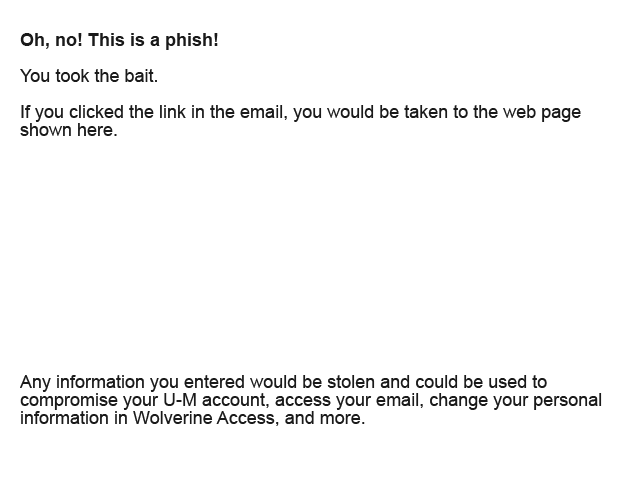 Oh, no! This is a phish!
You took the bait.
If you clicked the link in the email, you would be taken to the web page
shown here.
Any information you entered would be stolen and could be used to
compromise your U-M account, access your email, change your personal
information in Wolverine Access, and more.